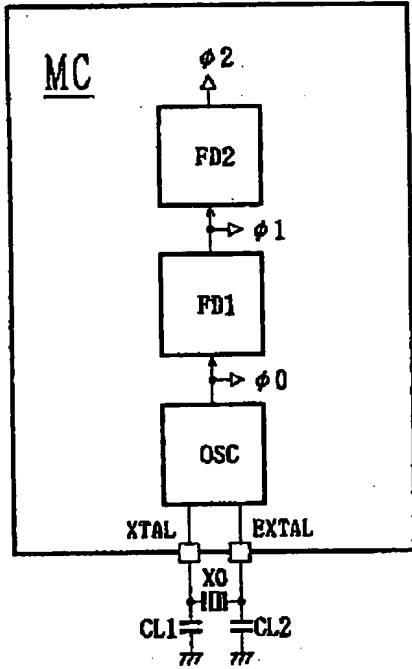 MC
φ2
FD2
φ1
FD1
φ0
OSC
XTAL EXTAL
XO
CL1 CL2